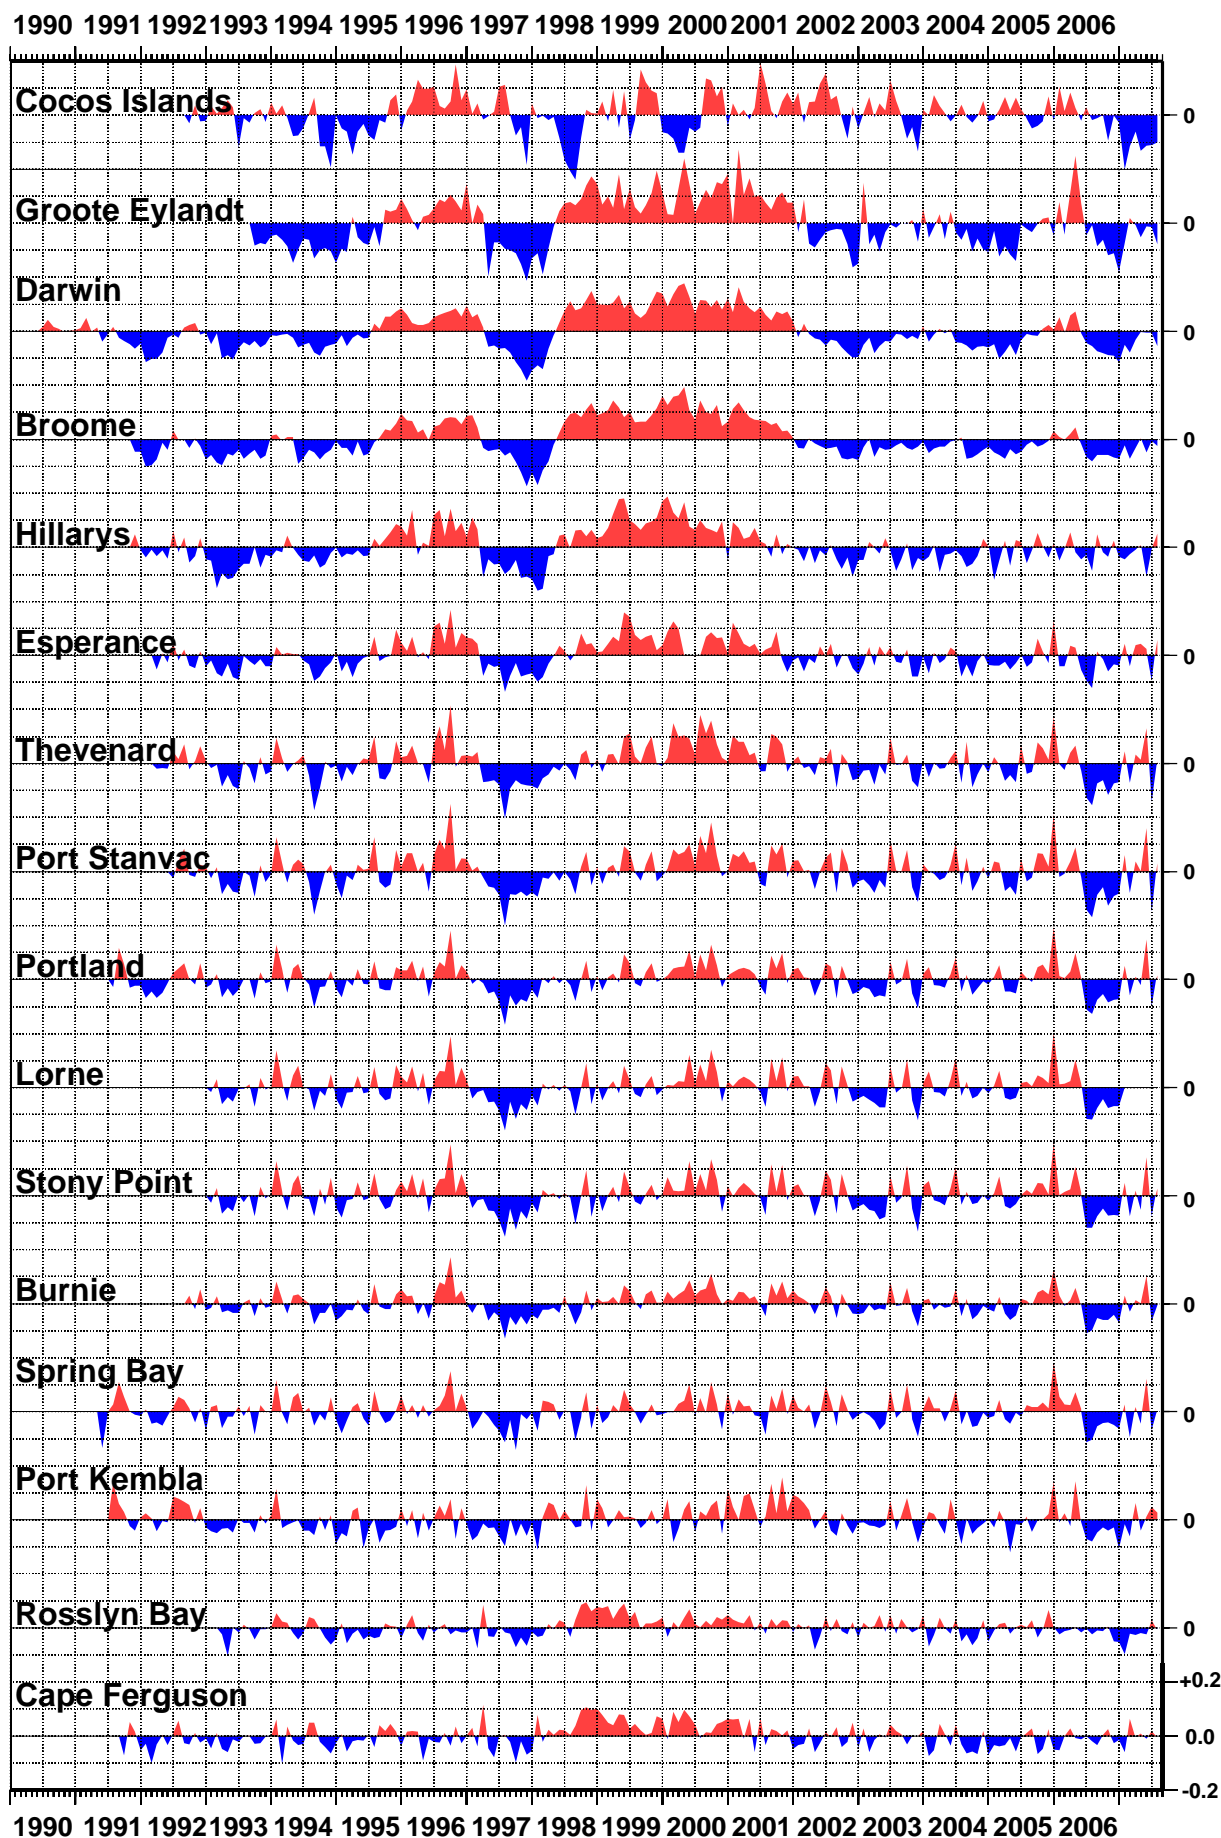 1990 1991 1992 1993 1994 1995 1996 1997 1998 1999 2000 2001 2002 2003 2004 2005 2006
Cocos Islands 0
Groote Eylandt 0
Darwin 0
Broome 0
Hillarys 0
Esperance 0
Thevenard 0
Port Stanvac 0
Portland 0
Lorne 0
Stony Point 0
Burnie 0
Spring Bay 0
Port Kembla 0
Rosslyn Bay 0
+0.2
Cape Ferguson
0.0
-0.2
1990 1991 1992 1993 1994 1995 1996 1997 1998 1999 2000 2001 2002 2003 2004 2005 2006